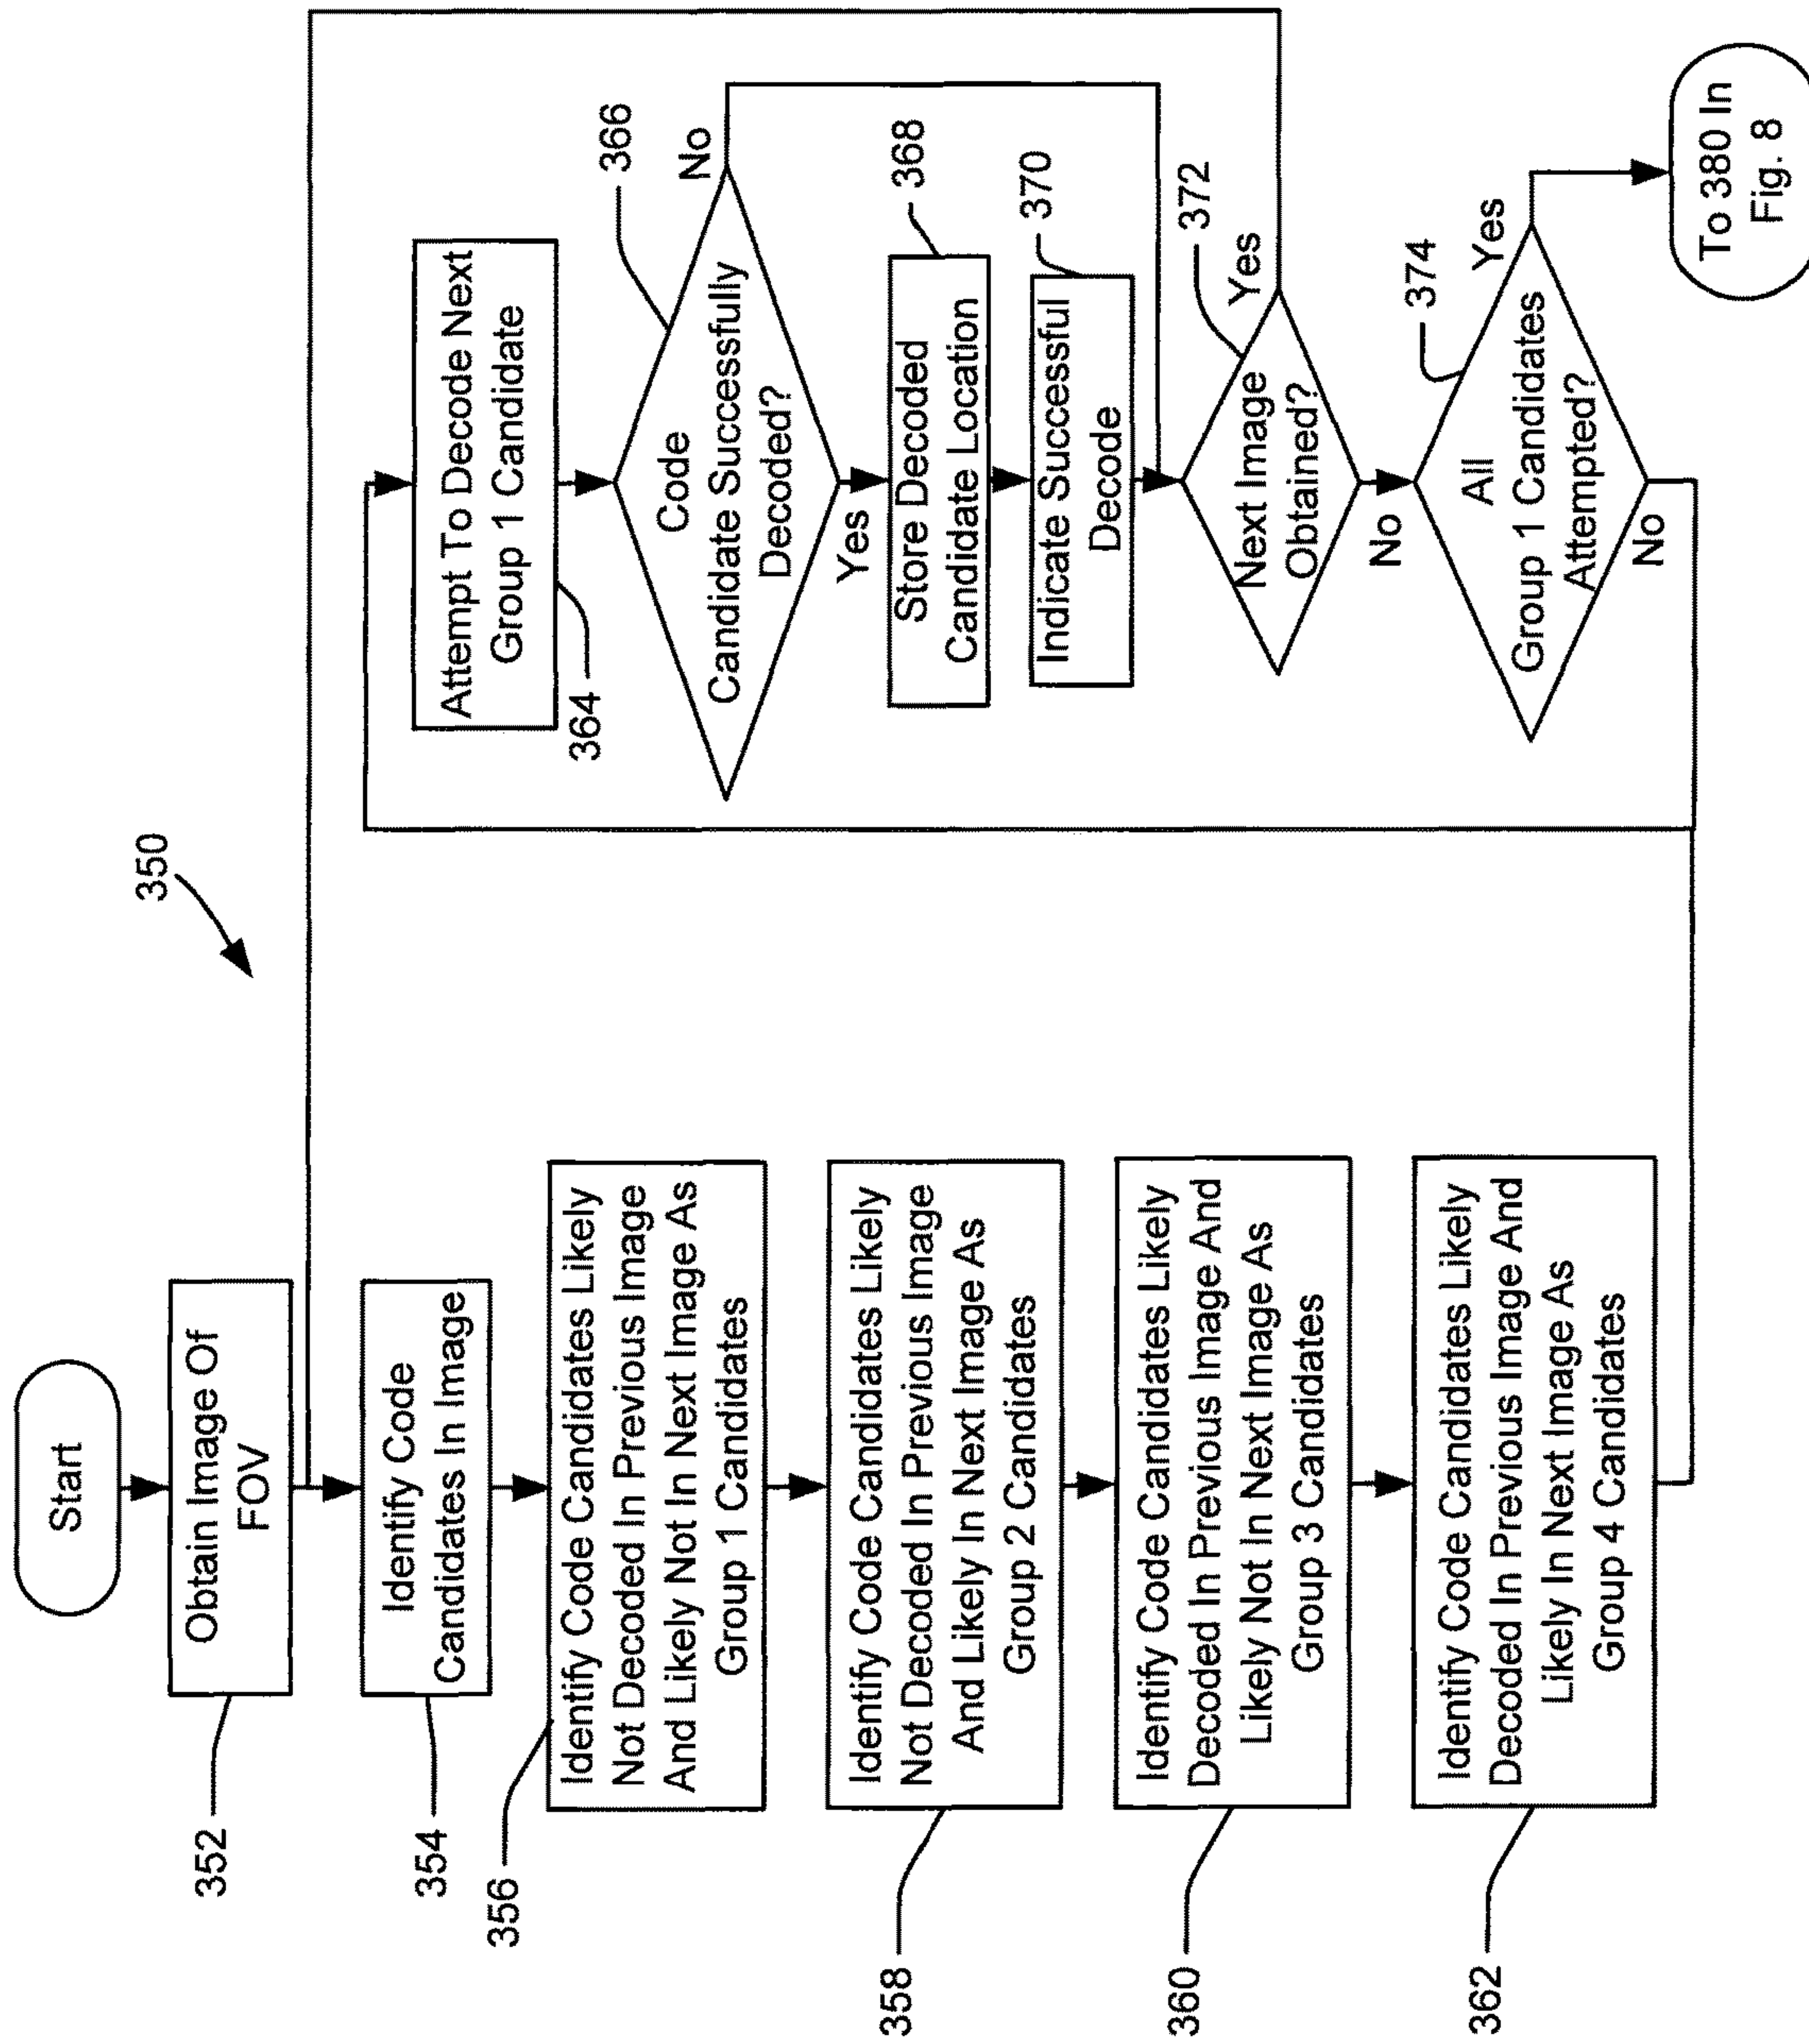 350
Start
352
Obtain Image Of
FOV
354
Identify Code
Candidates In Image
356
Identify Code Candidates Likely
Not Decoded In Previous Image
And Likely Not In Next Image As
Group 1 Candidates
358
Identify Code Candidates Likely
Not Decoded In Previous Image
And Likely In Next Image As
Group 2 Candidates
360
Identify Code Candidates Likely
Decoded In Previous Image And
Likely Not In Next Image As
Group 3 Candidates
362
Identify Code Candidates Likely
Decoded In Previous Image And
Likely In Next Image As
Group 4 Candidates
Attempt To Decode Next
Group 1 Candidate
364
366
Code
Candidate Successfully
Decoded?
No
Yes
Store Decoded
Candidate Location
368
Indicate Successful
Decode
370
372
Next Image
Obtained?
Yes
No
374
All
Group 1 Candidates
Attempted?
Yes
No
To 380 In
Fig. 8